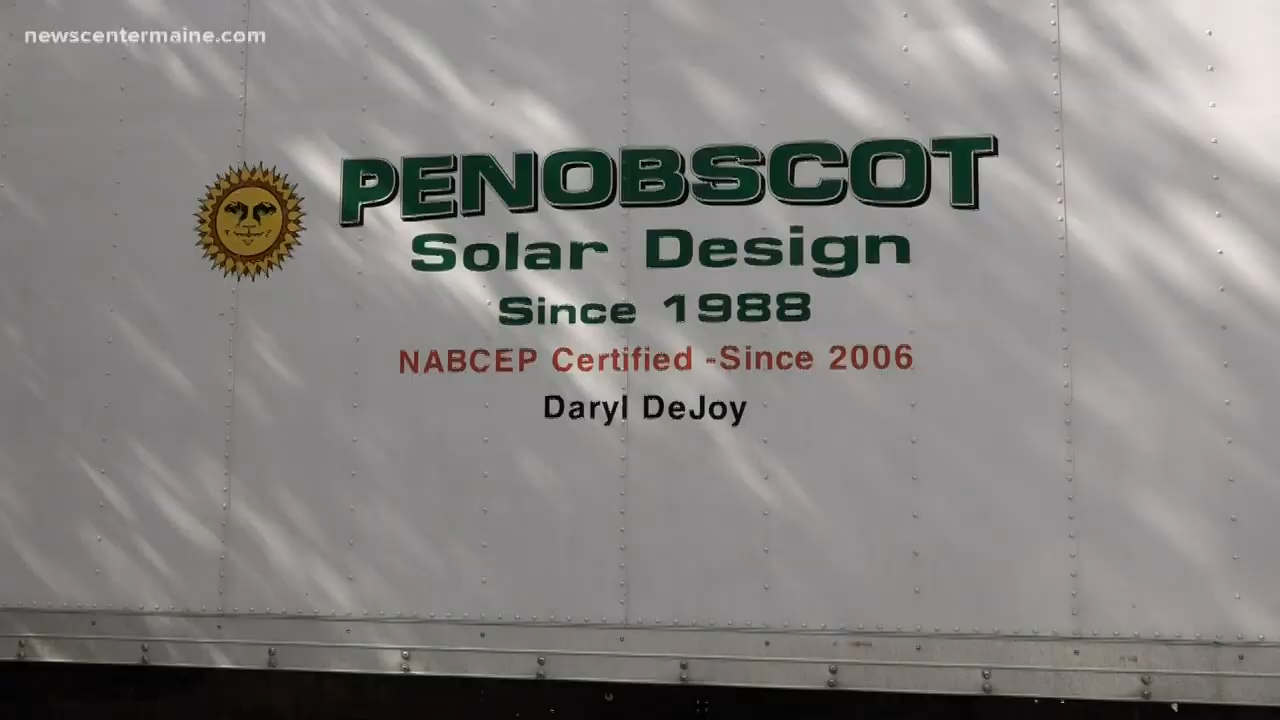 newscentermaine.com
PENOBSCOT
Solar Design
Since 1988
NABCEP Certified -Since 2006
Daryl DeJoy